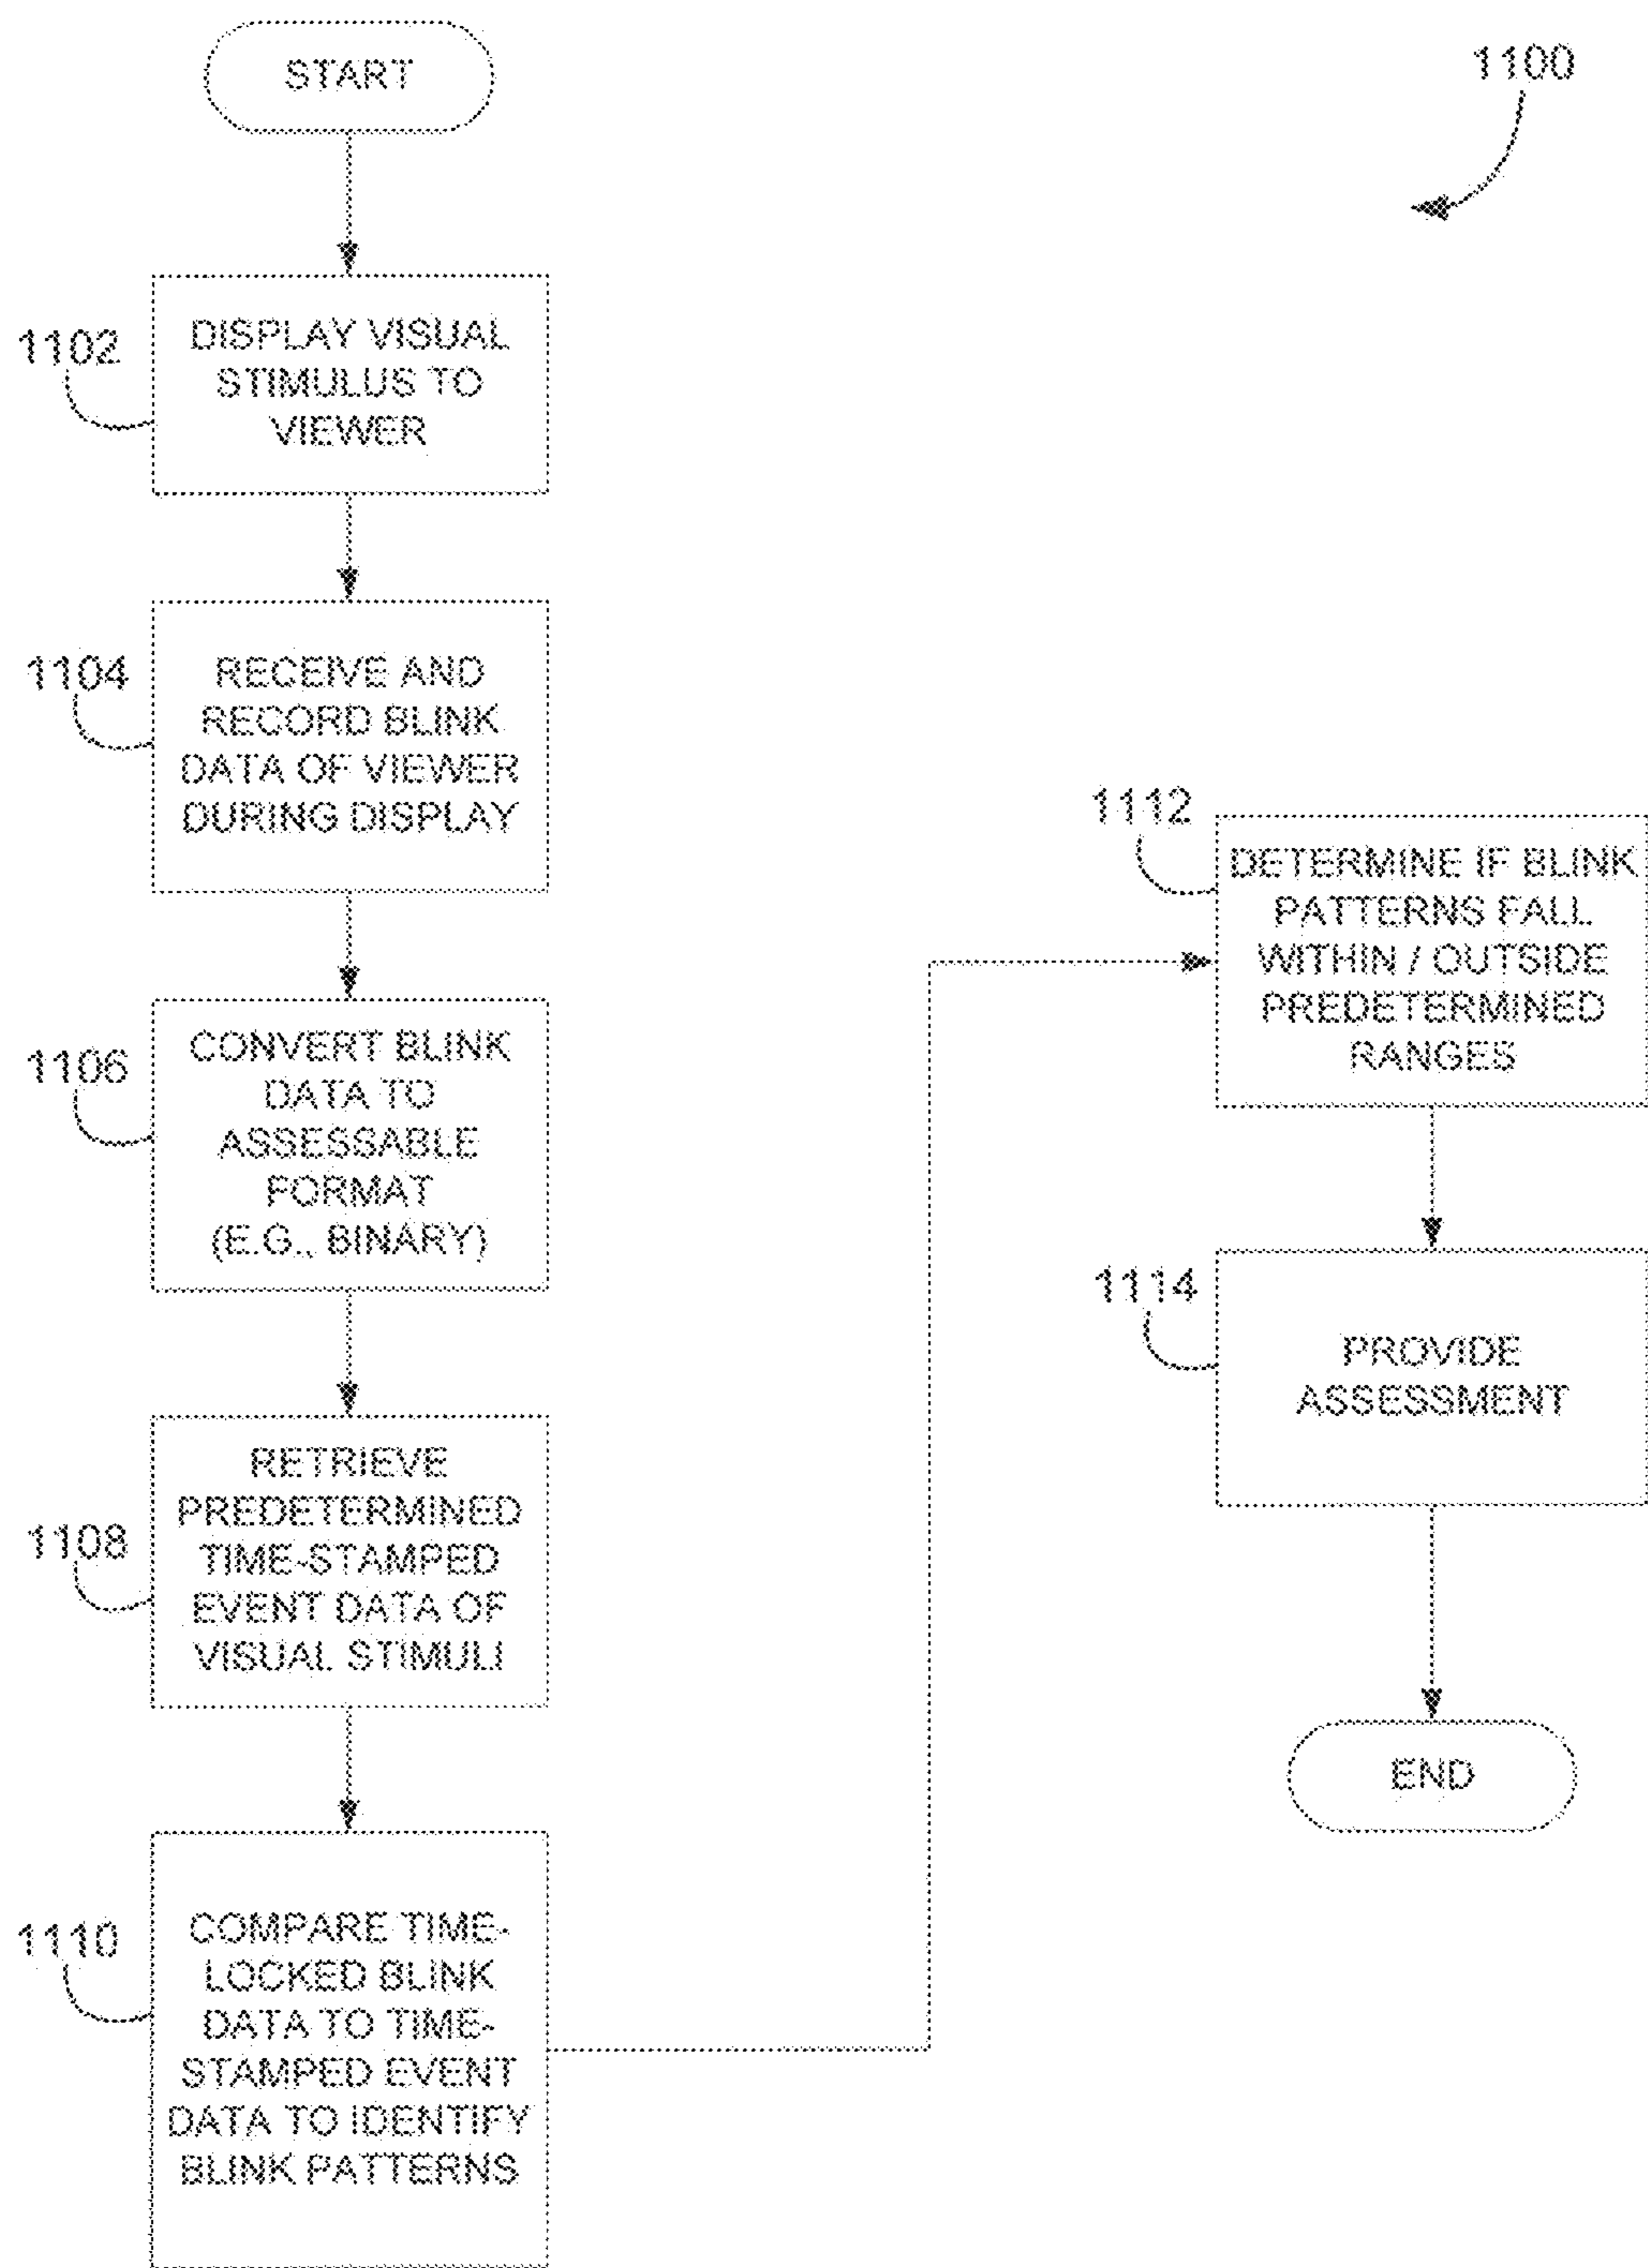 START
1100
1102
DISPLAY VISUAL
STIMULUS TO
VIEWER
1104
RECEIVE AND
RECORD BLINK
DATA OF VIEWER
DURING DISPLAY
1106
CONVERT BLINK
DATA TO
ASSESSABLE
FORMAT
(E.G., BINARY)
1108
RETRIEVE
PREDETERMINED
TIME-STAMPED
EVENT DATA OF
VISUAL STIMULI
1110
COMPARE TIME-
LOCKED BLINK
DATA TO TIME-
STAMPED EVENT
DATA TO IDENTIFY
BLINK PATTERNS
1112
DETERMINE IF BLINK
PATTERNS FALL
WITHIN / OUTSIDE
PREDETERMINED
RANGES
1114
PROVIDE
ASSESSMENT
END